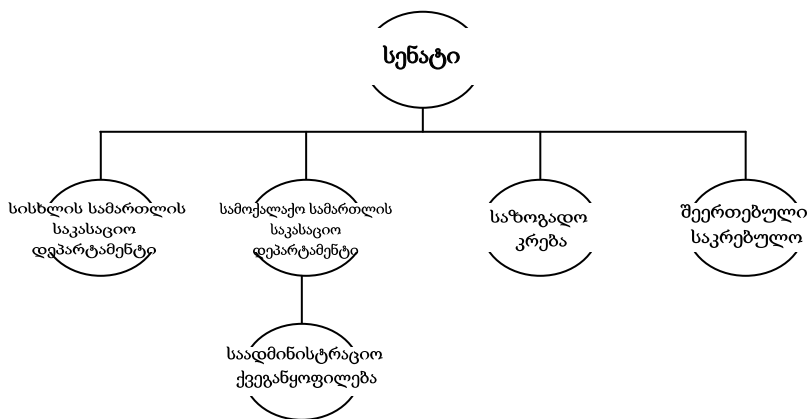 სენატი
სისხლის სამართლის
საკასაციო
დეპარტამენტი
სამოქალაქო სამართლის
საკასაციო
დეპარტამენტი
საზოგადო
კრება
შეერთებული
საკრებულო
საადმინისტრაციო
ქვეგანყოფილება